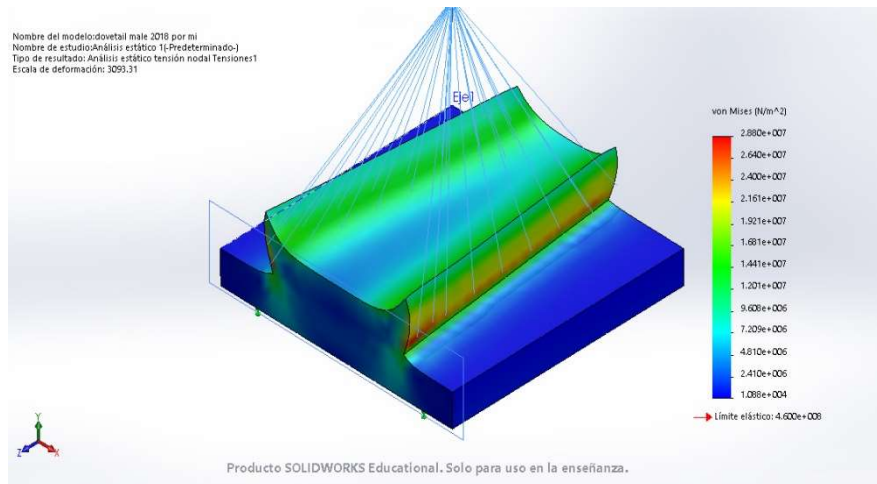 Nombre del modelo:dovetail male 2018 por mi
Nombre de estudio:Análisis estático 1(-Predeterminado-)
Tipo de resultado: Análisis estático tensión nodal Tensiones1
Escala de deformación: 3093.31
Eje1
von Mises (N/m^2)
2.880e+007
2.640e+007
2.400e+007
2.161e+007
1.921e+007
1.681e+007
1.441e+007
1.201e+007
9.608e+006
7.209e+006
4.810e+006
2.410e+006
1.088e+004
Límite elástico: 4.600e+008
Y
Z
X
Producto SOLIDWORKS Educational. Solo para uso en la enseñanza.